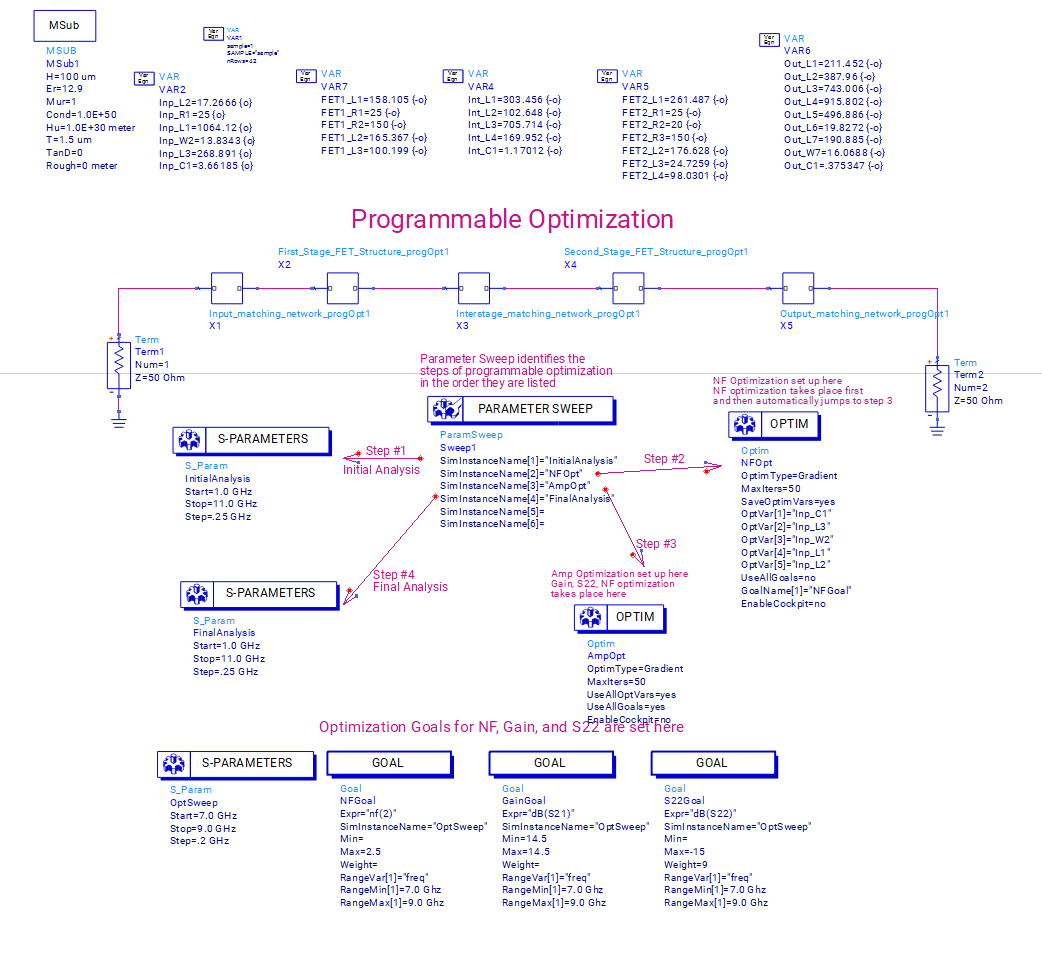 MSub
MSUB
MSub1
H=100 um
Er=12.9
Mur=1
Cond=1.0E+50
Hu=1.0E+30 meter
T=1.5 um
TanD=0
Rough=0 meter
Var
Egn
VAR
VAR1
sample=1
SAMPLE="sample"
Var
Egn
VAR
VAR2
Inp_L2=17.2666 {o}
Inp_R1=25 {o}
Inp_L1=1064.12 {o}
Inp_W2=13.8343 {o}
Inp_L3=268.891 {o}
Inp_C1=3.66185 {o}
Var
Egn
VAR
VAR7
FET1_L1=158.105 {-o}
FET1_R1=25 {-o}
FET1_R2=150 {-o}
FET1_L2=165.367 {-o}
FET1_L3=100.199 {-o}
Var
Egn
VAR
VAR4
Int_L1=303.456 {-o}
Int_L2=102.648 {-o}
Int_L3=705.714 {-o}
Int_L4=169.952 {-o}
Int_C1=1.17012 {-o}
Var
Egn
VAR
VAR5
FET2_L1=261.487 {-o}
FET2_R1=25 {-o}
FET2_R2=20 {-o}
FET2_R3=150 {-o}
FET2_L2=176.628 {-o}
FET2_L3=24.7259 {-o}
FET2_L4=98.0301 {-o}
Var
Egn
VAR
VAR6
Out_L1=211.452 {-o}
Out_L2=387.96 {-o}
Out_L3=743.006 {-o}
Out_L4=915.802 {-o}
Out_L5=496.886 {-o}
Out_L6=19.8272 {-o}
Out_L7=190.885 {-o}
Out_W7=16.0688 {-o}
Out_C1=.375347 {-o}
Programmable Optimization
First_Stage_FET_Structure_progOpt1
X2
Second_Stage_FET_Structure_progOpt1
X4
Input_matching_network_progOpt1
X1
Interstage_matching_network_progOpt1
X3
Output_matching_network_progOpt1
X5
Term
Term1
Num=1
Z=50 Ohm
Term
Term2
Num=2
Z=50 Ohm
Parameter Sweep identifies the
steps of programmable optimization
in the order they are listed
PARAMETER SWEEP
ParamSweep
Sweep1
SimInstanceName[1]="InitialAnalysis"
SimInstanceName[2]="NFOpt"
SimInstanceName[3]="AmpOpt"
SimInstanceName[4]="FinalAnalysis"
SimInstanceName[5]=
SimInstanceName[6]=
S-PARAMETERS
S_Param
InitialAnalysis
Start=1.0 GHz
Stop=11.0 GHz
Step=.25 GHz
Step #1
Initial Analysis
Step #2
NF Optimization set up here
NF optimization takes place first
and then automatically jumps to step 3
OPTIM
Optim
NFOpt
OptimType=Gradient
MaxIters=50
SaveOptimVars=yes
OptVar[1]="Inp_C1"
OptVar[2]="Inp_L3"
OptVar[3]="Inp_W2"
OptVar[4]="Inp_L1"
OptVar[5]="Inp_L2"
UseAllGoals=no
GoalName[1]="NFGoal"
EnableCockpit=no
Step #3
Amp Optimization set up here
Gain, S22, NF optimization
takes place here
OPTIM
Optim
AmpOpt
OptimType=Gradient
MaxIters=50
UseAllOptVars=yes
UseAllGoals=yes
EnableCockpit=no
Step #4
Final Analysis
S-PARAMETERS
S_Param
FinalAnalysis
Start=1.0 GHz
Stop=11.0 GHz
Step=.25 GHz
Optimization Goals for NF, Gain, and S22 are set here
S-PARAMETERS
S_Param
OptSweep
Start=7.0 GHz
Stop=9.0 GHz
Step=.2 GHz
GOAL
Goal
NFGoal
Expr="nf(2)"
SimInstanceName="OptSweep"
Min=
Max=2.5
Weight=
RangeVar[1]="freq"
RangeMin[1]=7.0 Ghz
RangeMax[1]=9.0 Ghz
GOAL
Goal
GainGoal
Expr="dB(S21)"
SimInstanceName="OptSweep"
Min=14.5
Max=14.5
Weight=
RangeVar[1]="freq"
RangeMin[1]=7.0 Ghz
RangeMax[1]=9.0 Ghz
GOAL
Goal
S22Goal
Expr="dB(S22)"
SimInstanceName="OptSweep"
Min=
Max=-15
Weight=9
RangeVar[1]="freq"
RangeMin[1]=7.0 Ghz
RangeMax[1]=9.0 Ghz